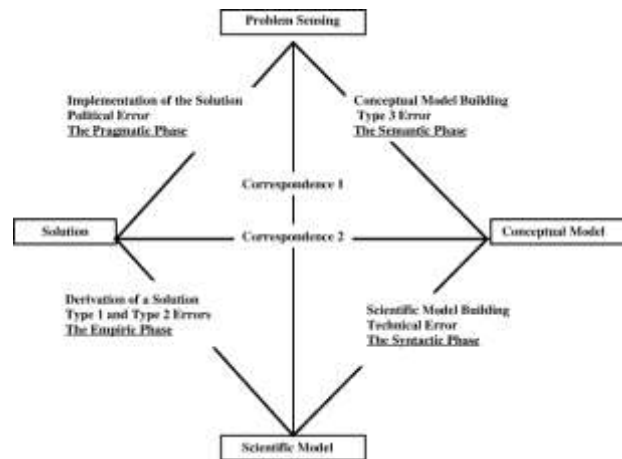 Problem Sensing
Implementation of the Solution
Political Error
The Pragmatic Phase
Conceptual Model Building
Type 3 Error
The Semantic Phase
Correspondence 1
Solution
Correspondence 2
Conceptual Model
Derivation of a Solution
Type 1 and Type 2 Errors
The Empiric Phase
Scientific Model Building
Technical Error
The Syntactic Phase
Scientific Model